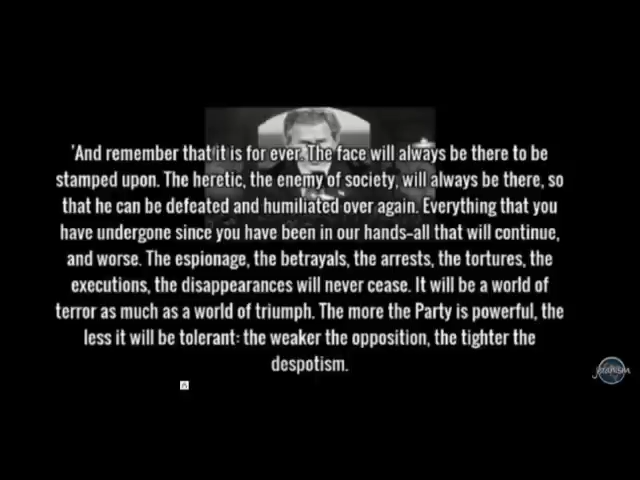 'And remember that it is for ever. The face will always be there to be
stamped upon. The heretic, the enemy of society, will always be there, so
that he can be defeated and humiliated over again. Everything that you
have undergone since you have been in our hands-all that will continue,
and worse. The espionage, the betrayals, the arrests, the tortures, the
executions, the disappearances will never cease. It will be a world of
terror as much as a world of triumph. The more the Party is powerful, the
less it will be tolerant: the weaker the opposition, the tighter the
despotism.